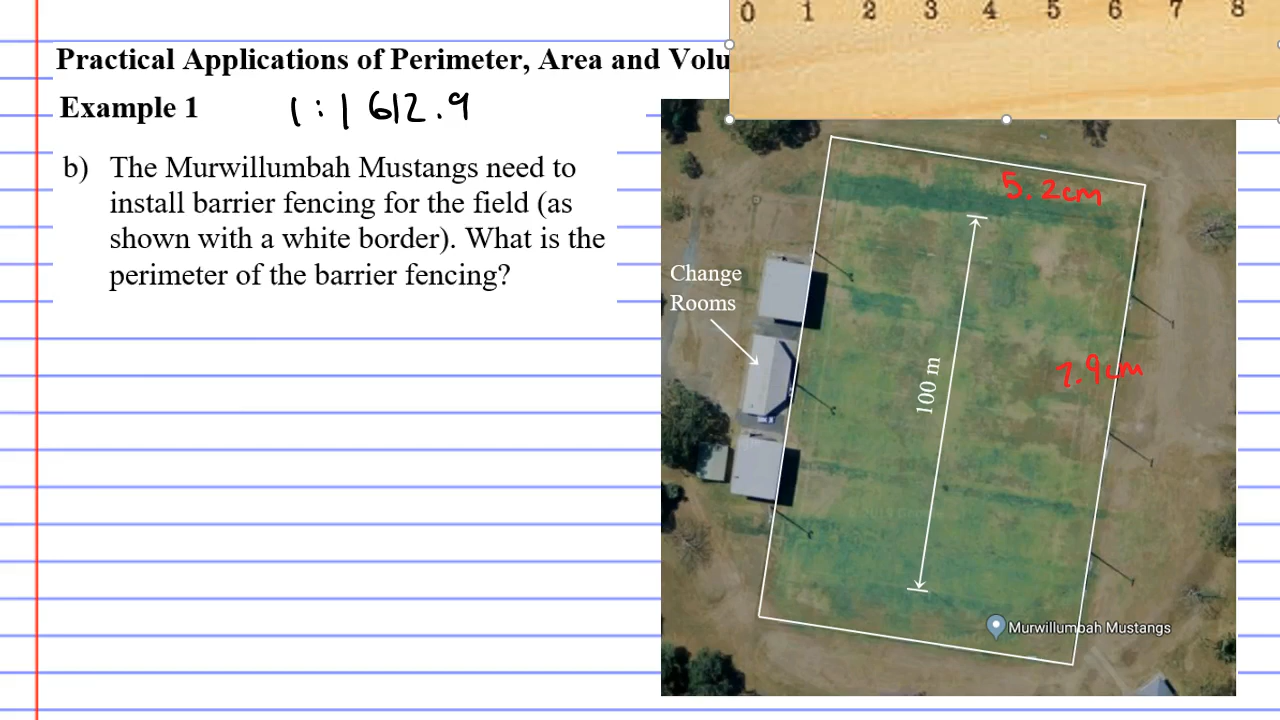 0 1 2 3 4 5 6 7 8
Practical Applications of Perimeter, Area and Volu
Example 1 1:1 612.9
b) The Murwillumbah Mustangs need to
install barrier fencing for the field (as
shown with a white border). What is the
perimeter of the barrier fencing?
5.2cm
Change
Rooms
7.9cm
100 m
Murwillumbah Mustangs